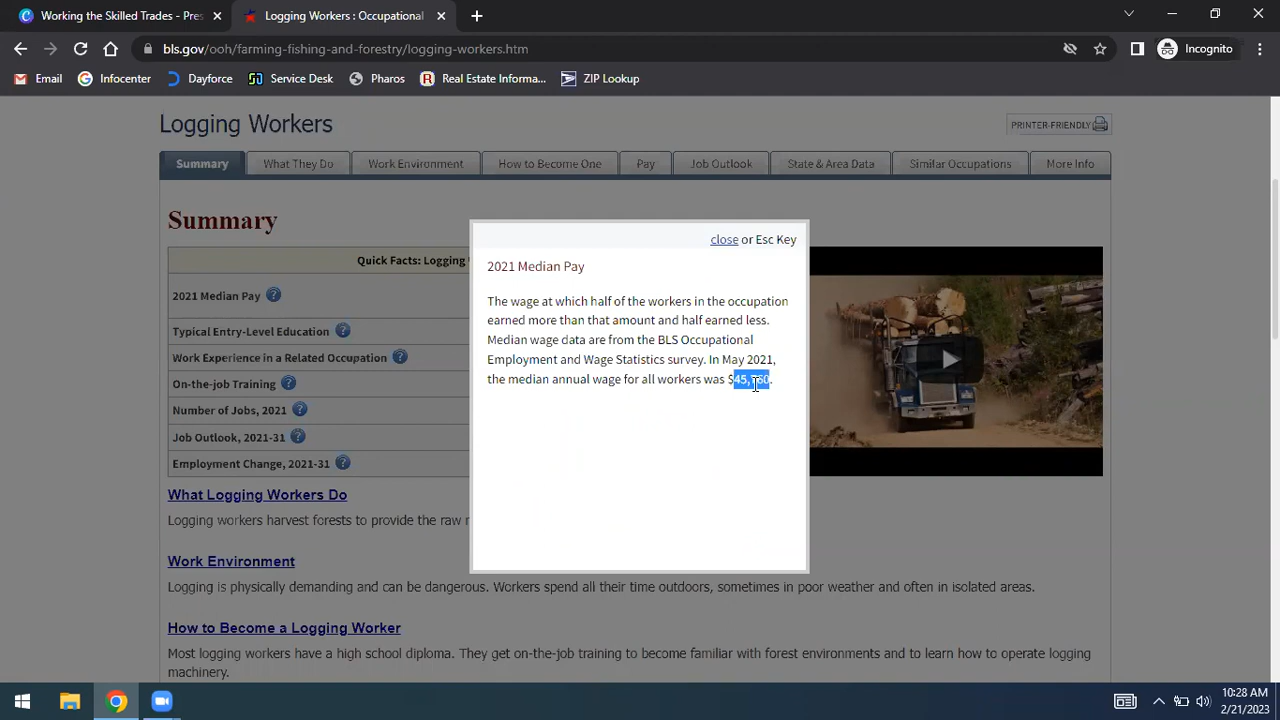 Working the Skilled Trades - Pres
Logging Workers : Occupational
bls.gov/ooh/farming-fishing-and-forestry/logging-workers.htm
Incognito
Email
Infocenter
Dayforce
Service Desk
Pharos
Real Estate Informa...
ZIP Lookup
Logging Workers
PRINTER-FRIENDLY
Summary
What They Do
Work Environment
How to Become One
Pay
Job Outlook
State & Area Data
Similar Occupations
More Info
Summary
Quick Facts: Logging
2021 Median Pay
Typical Entry-Level Education
Work Experience in a Related Occupation
On-the-job Training
Number of Jobs, 2021
Job Outlook, 2021-31
Employment Change, 2021-31
close or Esc Key
2021 Median Pay
The wage at which half of the workers in the occupation
earned more than that amount and half earned less.
Median wage data are from the BLS Occupational
Employment and Wage Statistics survey. In May 2021,
the median annual wage for all workers was $45,760.
What Logging Workers Do
Logging workers harvest forests to provide the raw
Work Environment
Logging is physically demanding and can be dangerous. Workers spend all their time outdoors, sometimes in poor weather and often in isolated areas.
How to Become a Logging Worker
Most logging workers have a high school diploma. They get on-the-job training to become familiar with forest environments and to learn how to operate logging
machinery.
10:28 AM
2/21/2023